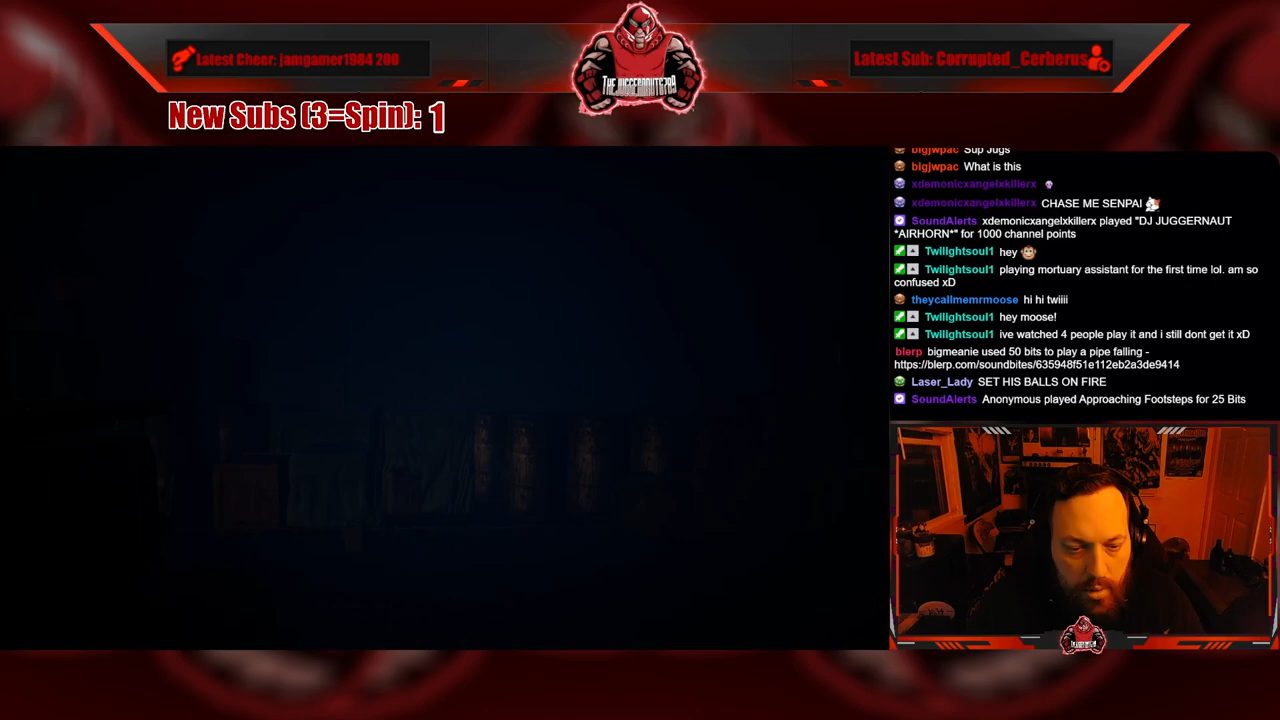 Latest Cheer: jamgamer1984 200
THEJUGGERNAUT6789
Latest Sub: Corrupted_Cerberus
New Subs (3=Spin): 1
bigjwpac Sup Jugs
bigjwpac What is this
xdemonicxangelxkillerx
xdemonicxangelxkillerx CHASE ME SENPAI
SoundAlerts xdemonicxangelxkillerx played "DJ JUGGERNAUT
*AIRHORN*" for 1000 channel points
Twilightsoul1 hey
Twilightsoul1 playing mortuary assistant for the first time lol. am so
confused xD
theycallmemrmoose hi hi twiiii
Twilightsoul1 hey moose!
Twilightsoul1 ive watched 4 people play it and i still dont get it xD
blerp bigmeanie used 50 bits to play a pipe falling -
https://blerp.com/soundbites/635948f51e112eb2a3de9414
Laser_Lady SET HIS BALLS ON FIRE
SoundAlerts Anonymous played Approaching Footsteps for 25 Bits